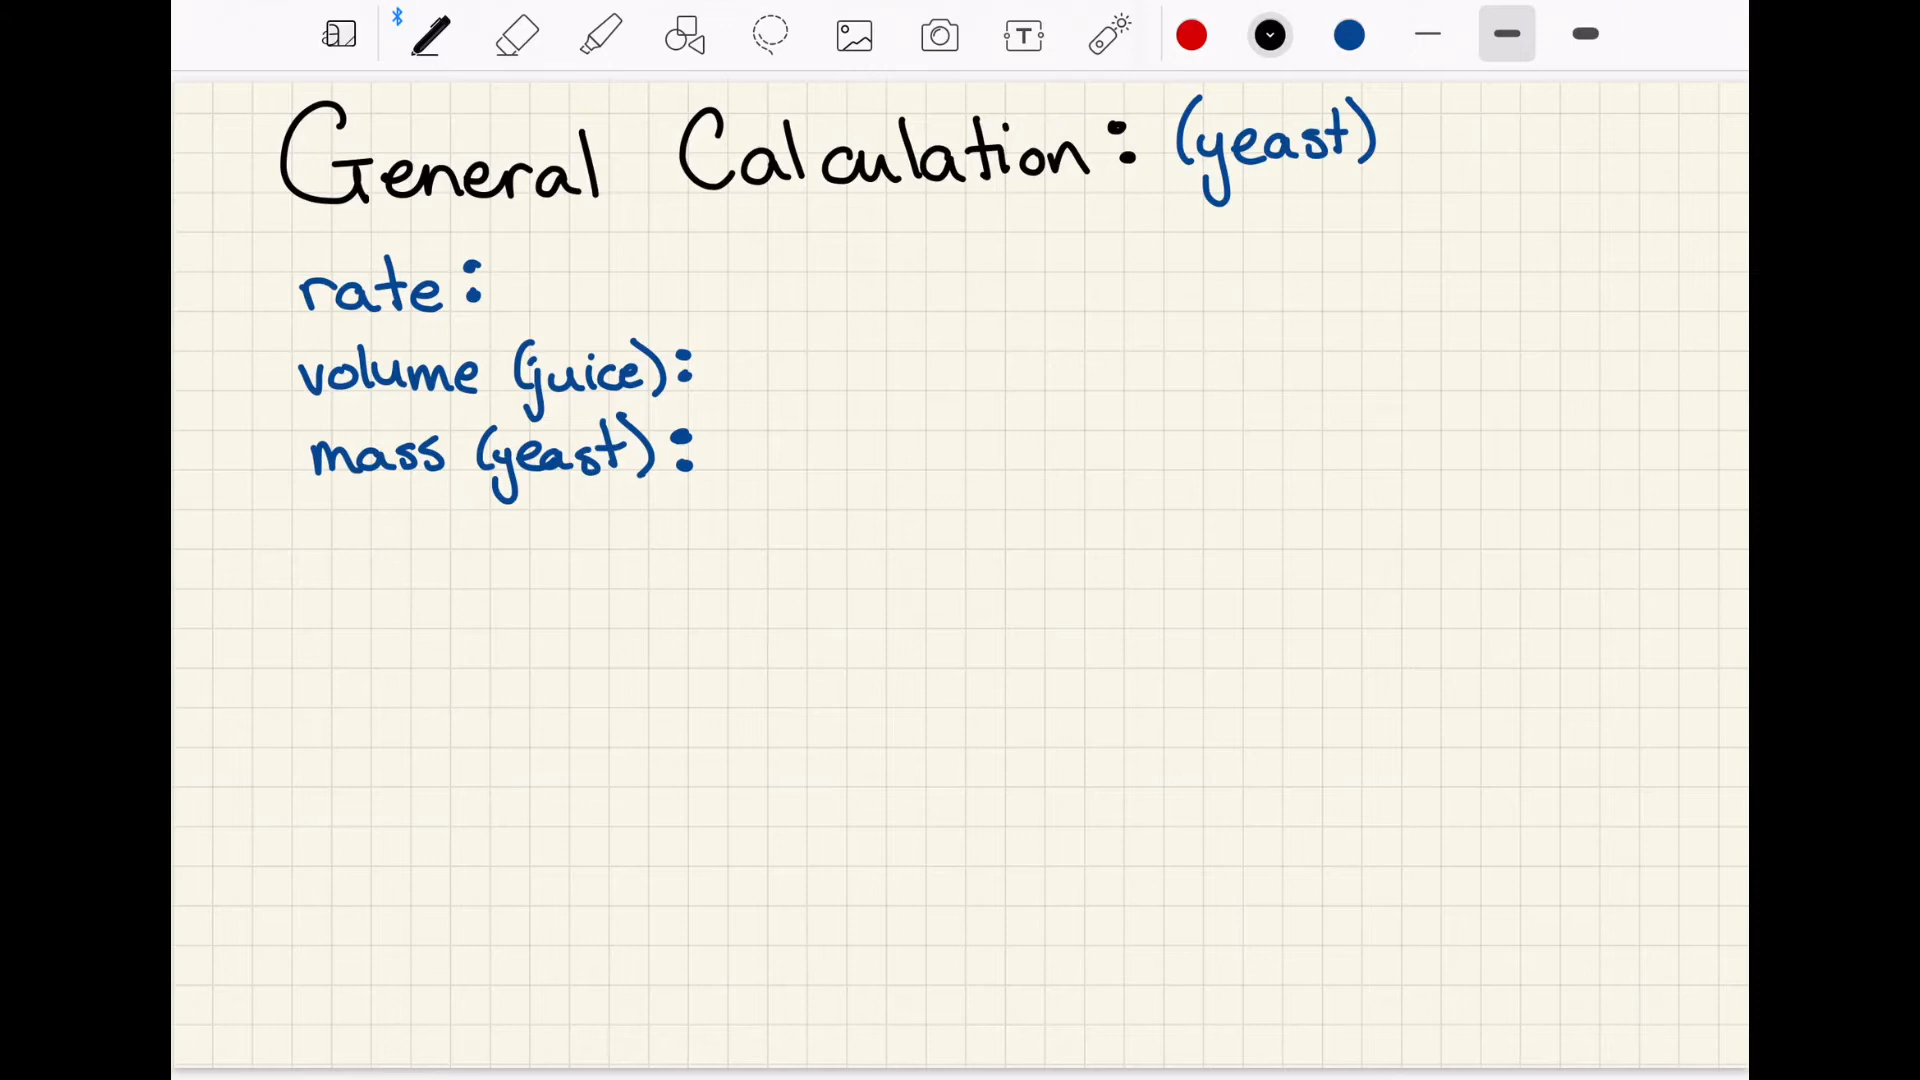 General Calculation: (yeast)
rate:
volume (juice):
mass (yeast):